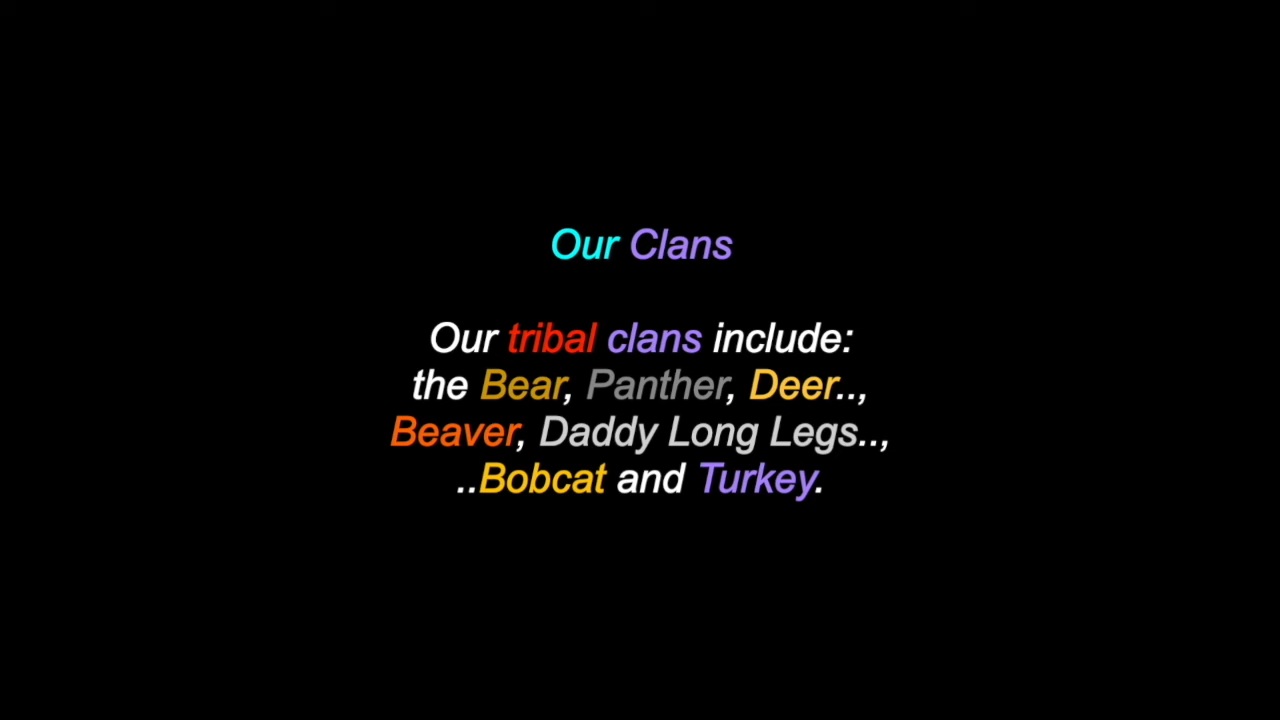 Our Clans
Our tribal clans include:
the Bear, Panther, Deer..,
Beaver, Daddy Long Legs..,
..Bobcat and Turkey.